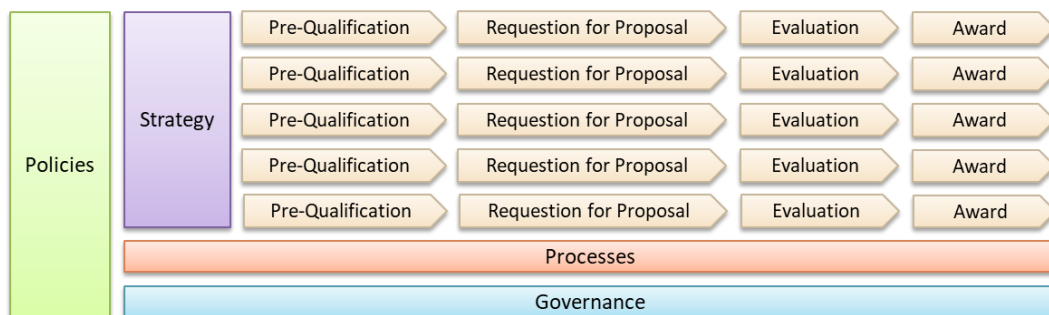 Policies
Strategy
Pre-Qualification Requestion for Proposal Evaluation Award
Pre-Qualification Requestion for Proposal Evaluation Award
Pre-Qualification Requestion for Proposal Evaluation Award
Pre-Qualification Requestion for Proposal Evaluation Award
Pre-Qualification Requestion for Proposal Evaluation Award
Processes
Governance